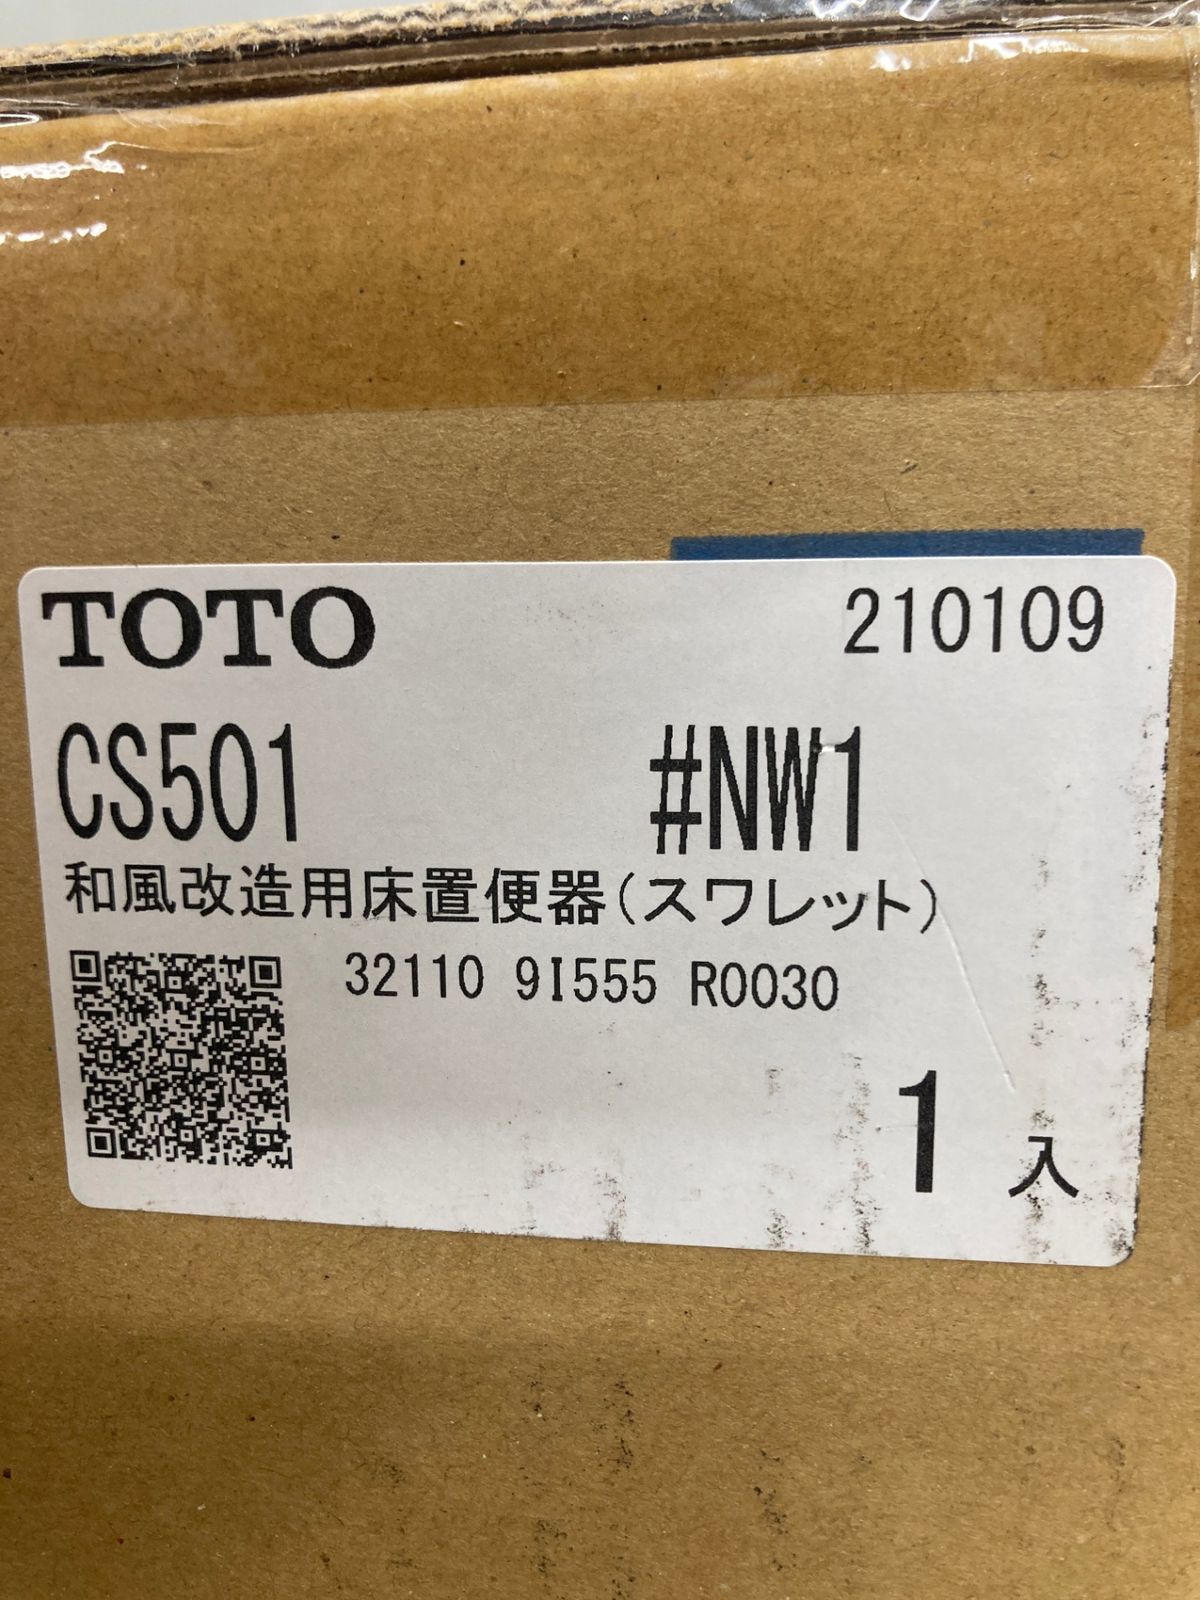 TOTO 210109
CS501 #NW1
和風改造用床置便器(スワレット)
32110 9I555 R0030
1 入